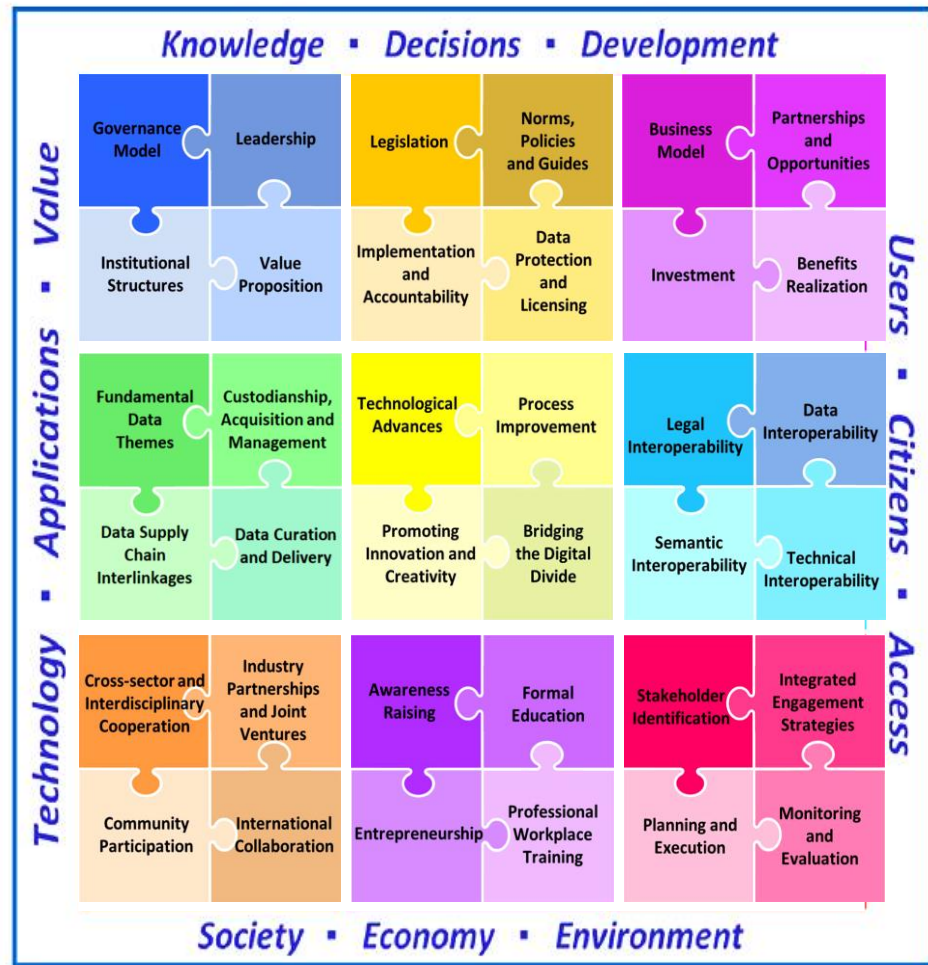 Knowledge ▪ Decisions ▪ Development
Value ▪ Applications ▪ Technology
Governance
Model
Leadership
Institutional
Structures
Value
Proposition
Legislation
Norms,
Policies
and Guides
Implementation
and
Accountability
Data
Protection
and
Licensing
Business
Model
Partnerships
and
Opportunities
Investment
Benefits
Realization
Fundamental
Data
Themes
Custodianship,
Acquisition and
Management
Data Supply
Chain
Interlinkages
Data Curation
and Delivery
Technological
Advances
Process
Improvement
Promoting
Innovation and
Creativity
Bridging
the Digital
Divide
Legal
Interoperability
Data
Interoperability
Semantic
Interoperability
Technical
Interoperability
Cross-sector and
Interdisciplinary
Cooperation
Industry
Partnerships
and Joint
Ventures
Community
Participation
International
Collaboration
Awareness
Raising
Formal
Education
Entrepreneurship
Professional
Workplace
Training
Stakeholder
Identification
Integrated
Engagement
Strategies
Planning and
Execution
Monitoring
and
Evaluation
Users ▪ Citizens ▪ Access
Society ▪ Economy ▪ Environment